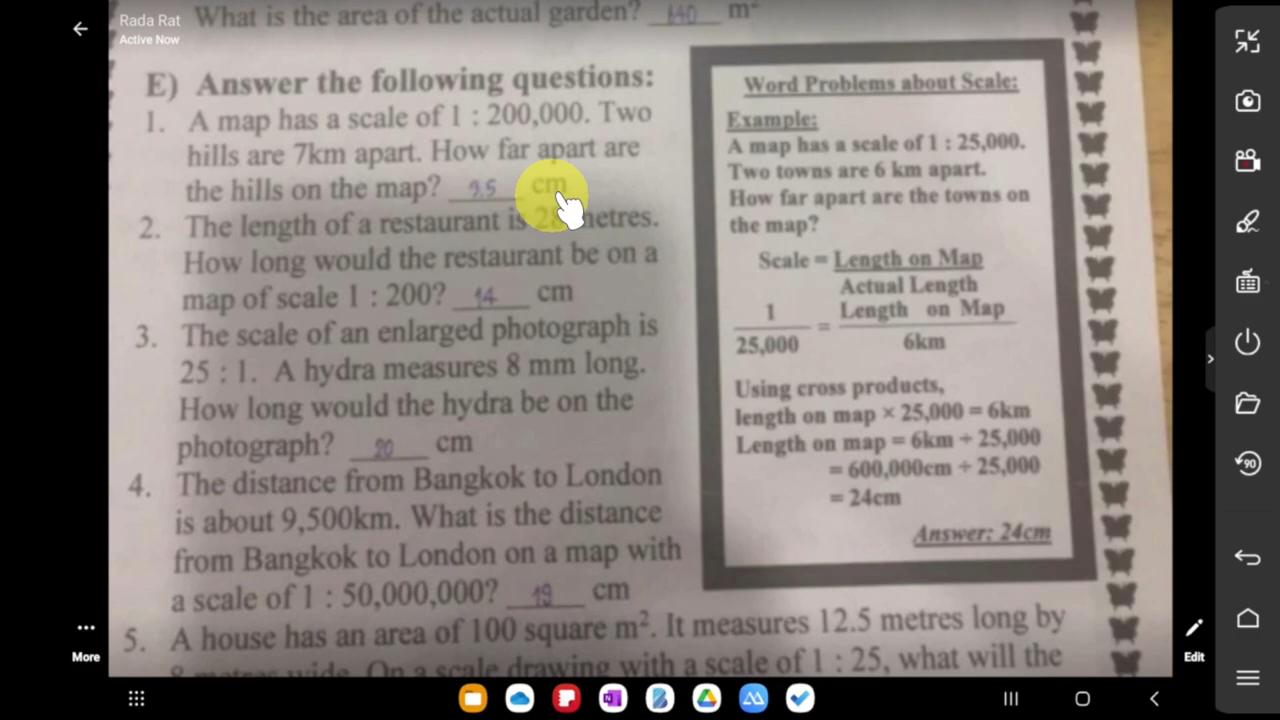 Rada Rat
Active Now
What is the area of the actual garden? 140 m²
E) Answer the following questions:
1. A map has a scale of 1 : 200,000. Two
hills are 7km apart. How far apart are
the hills on the map? 3.5 cm
2. The length of a restaurant is 28 metres.
How long would the restaurant be on a
map of scale 1 : 200? 14 cm
3. The scale of an enlarged photograph is
25 : 1. A hydra measures 8 mm long.
How long would the hydra be on the
photograph? 20 cm
4. The distance from Bangkok to London
is about 9,500km. What is the distance
from Bangkok to London on a map with
a scale of 1 : 50,000,000? 19 cm
5. A house has an area of 100 square m². It measures 12.5 metres long by
8 metres wide. On a scale drawing with a scale of 1 : 25, what will the
Word Problems about Scale:
Example:
A map has a scale of 1 : 25,000.
Two towns are 6 km apart.
How far apart are the towns on
the map?
Scale = Length on Map
Actual Length
1 = Length on Map
25,000 6km
Using cross products,
length on map × 25,000 = 6km
Length on map = 6km ÷ 25,000
= 600,000cm ÷ 25,000
= 24cm
Answer: 24cm
More
Edit
90